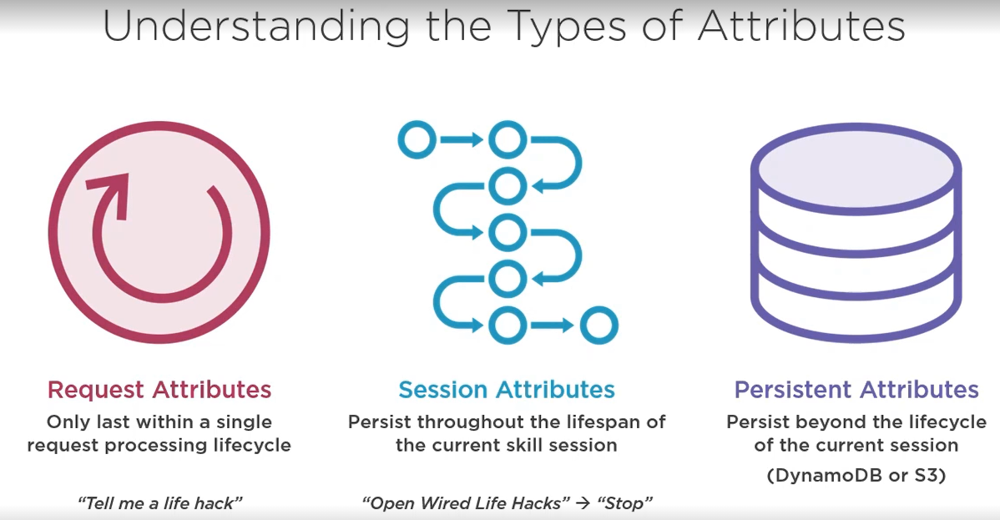 Understanding the Types of Attributes
Request Attributes
Only last within a single
request processing lifecycle
“Tell me a life hack”
Session Attributes
Persist throughout the lifespan of
the current skill session
“Open Wired Life Hacks” → “Stop”
Persistent Attributes
Persist beyond the lifecycle
of the current session
(DynamoDB or S3)